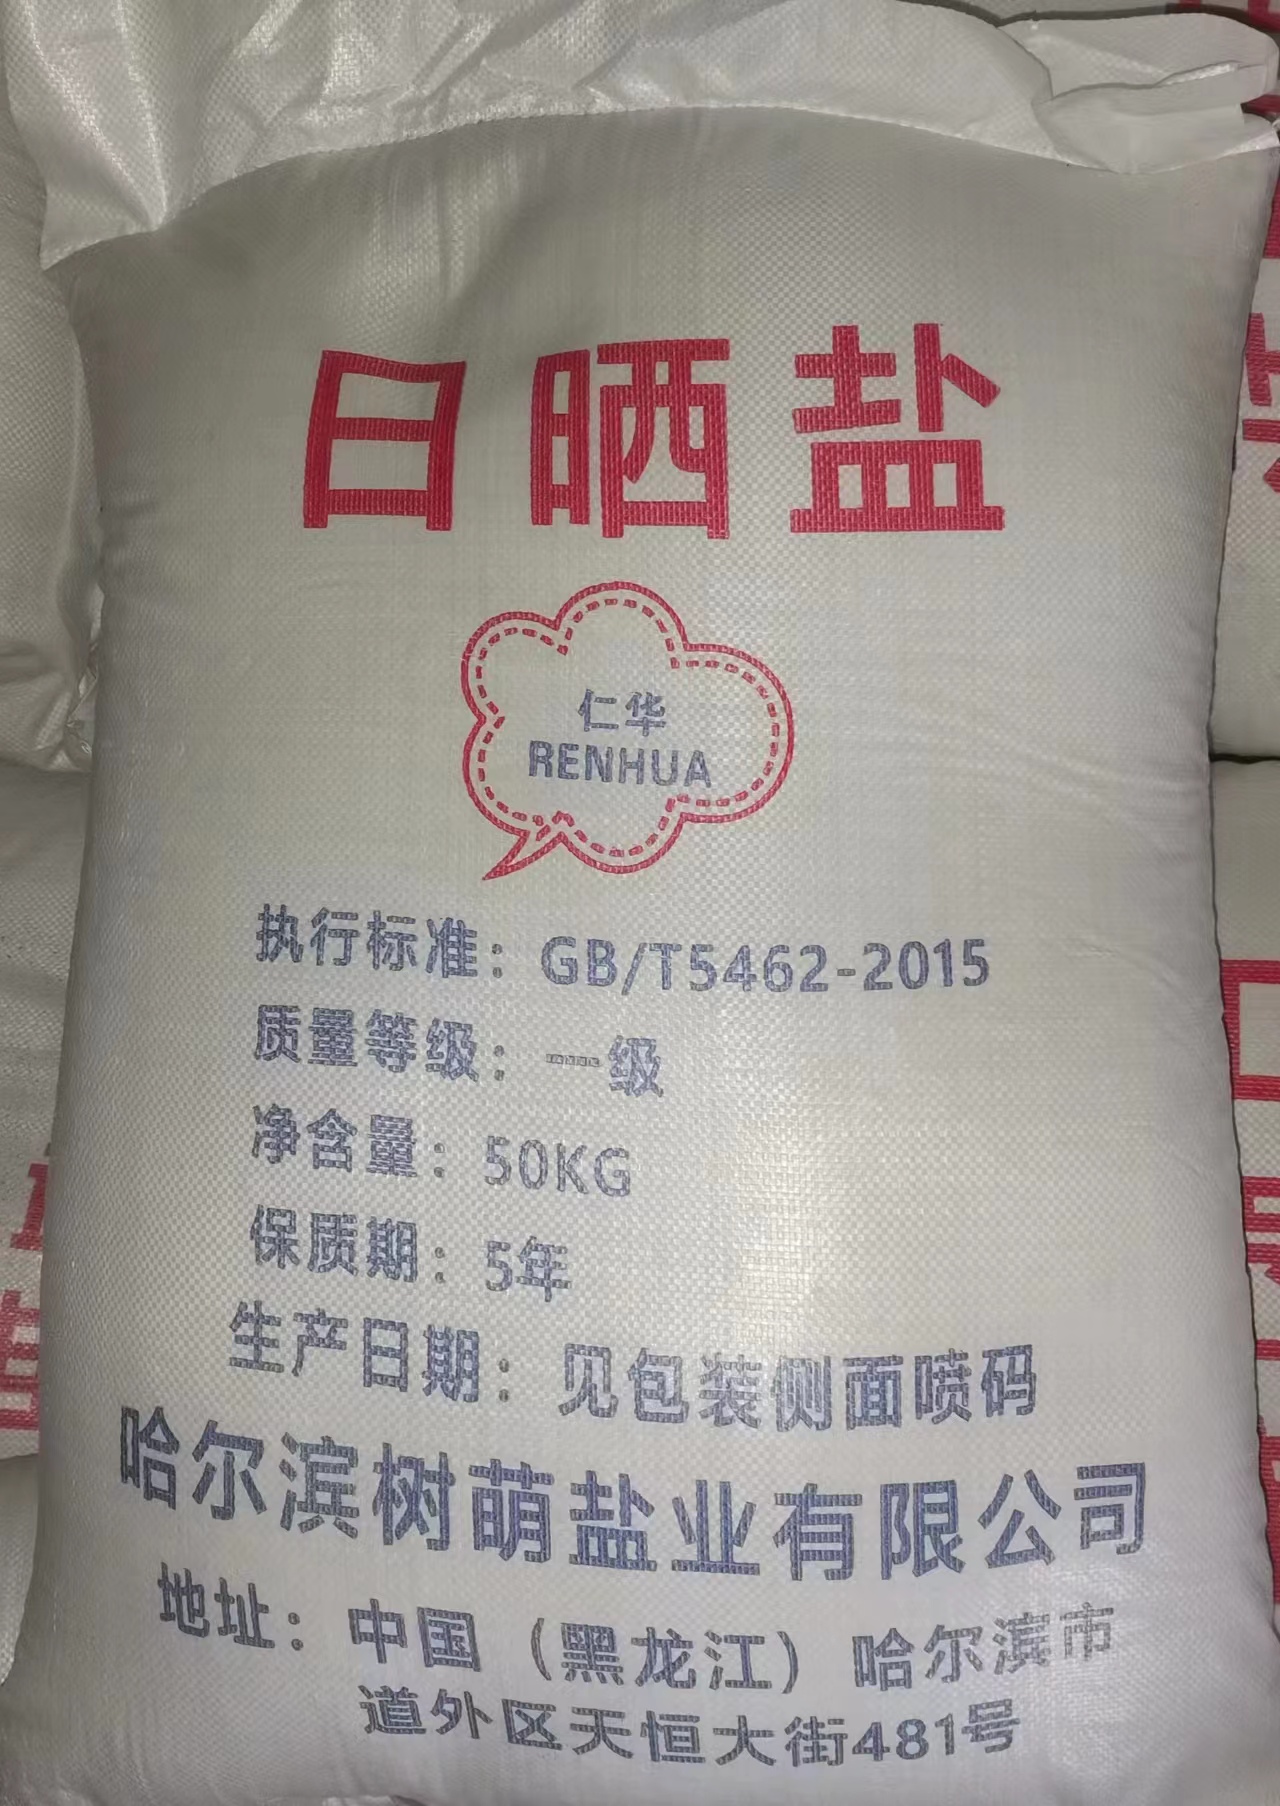 日晒盐
仁华
RENHUA
执行标准：GB/T5462-2015
质量等级：一级
净含量：50KG
保质期：5年
生产日期：见包装侧面喷码
哈尔滨树萌盐业有限公司
地址：中国（黑龙江）哈尔滨市
道外区天恒大街481号